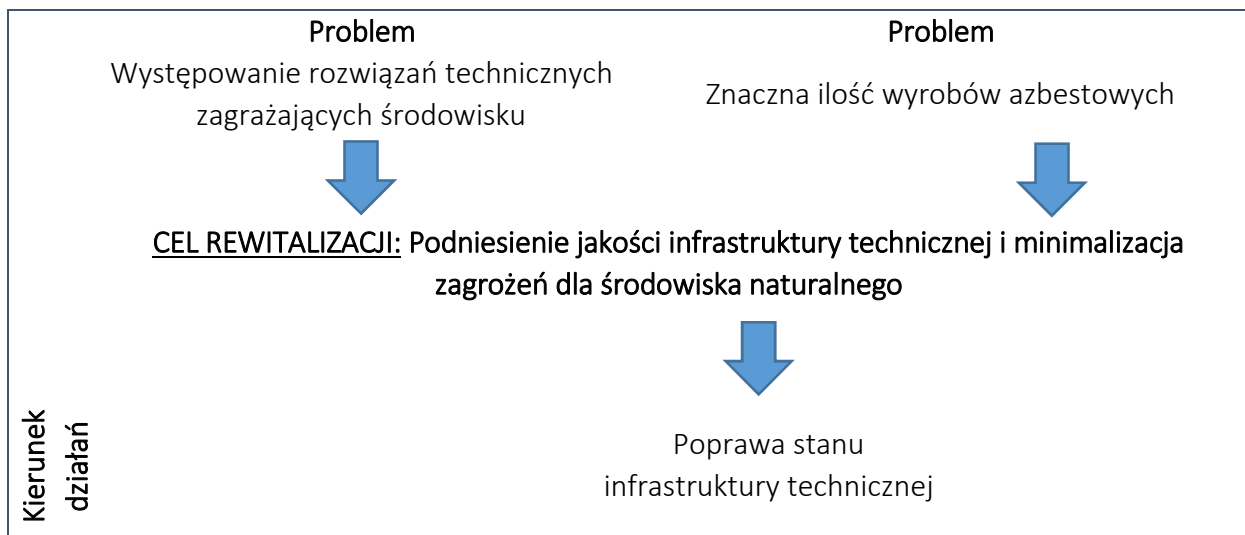 Problem
Występowanie rozwiązań technicznych
zagrażających środowisku
Problem
Znaczna ilość wyrobów azbestowych
CEL REWITALIZACJI: Podniesienie jakości infrastruktury technicznej i minimalizacja
zagrożeń dla środowiska naturalnego
Kierunek
działań
Poprawa stanu
infrastruktury technicznej